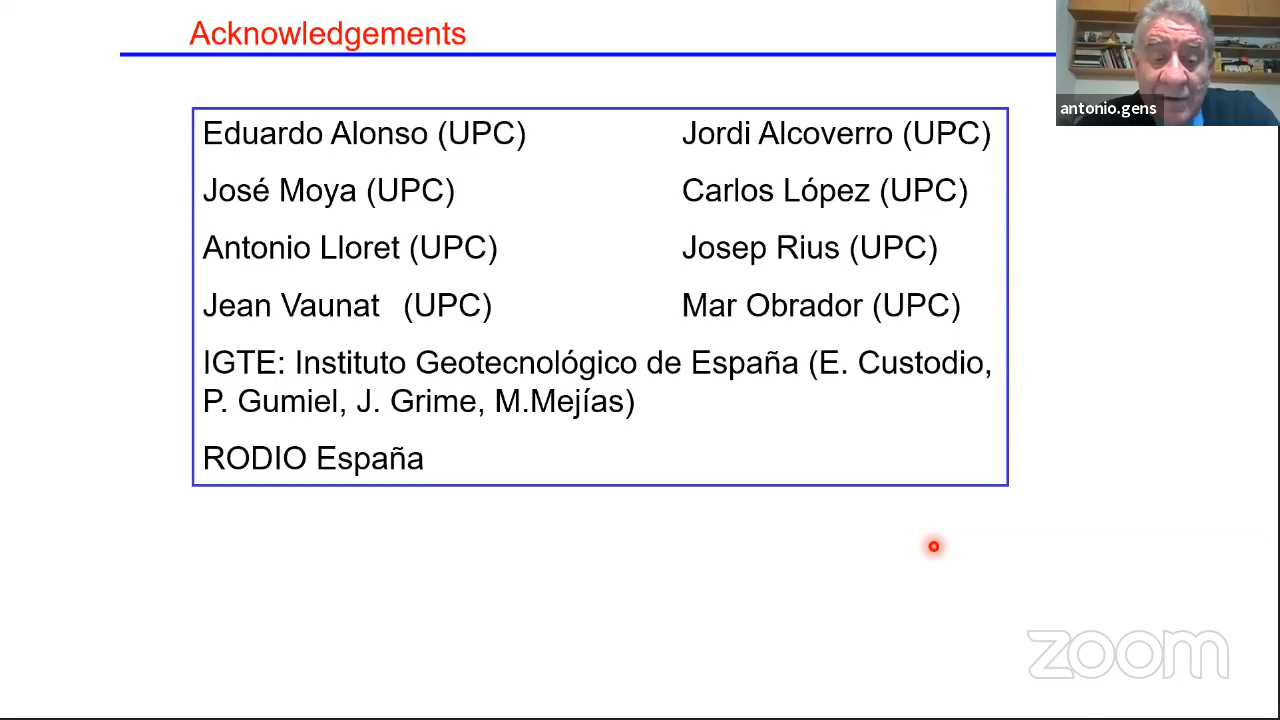 Acknowledgements
antonio.gens
Eduardo Alonso (UPC) Jordi Alcoverro (UPC)
José Moya (UPC) Carlos López (UPC)
Antonio Lloret (UPC) Josep Rius (UPC)
Jean Vaunat (UPC) Mar Obrador (UPC)
IGTE: Instituto Geotecnológico de España (E. Custodio,
P. Gumiel, J. Grime, M.Mejías)
RODIO España
zoom